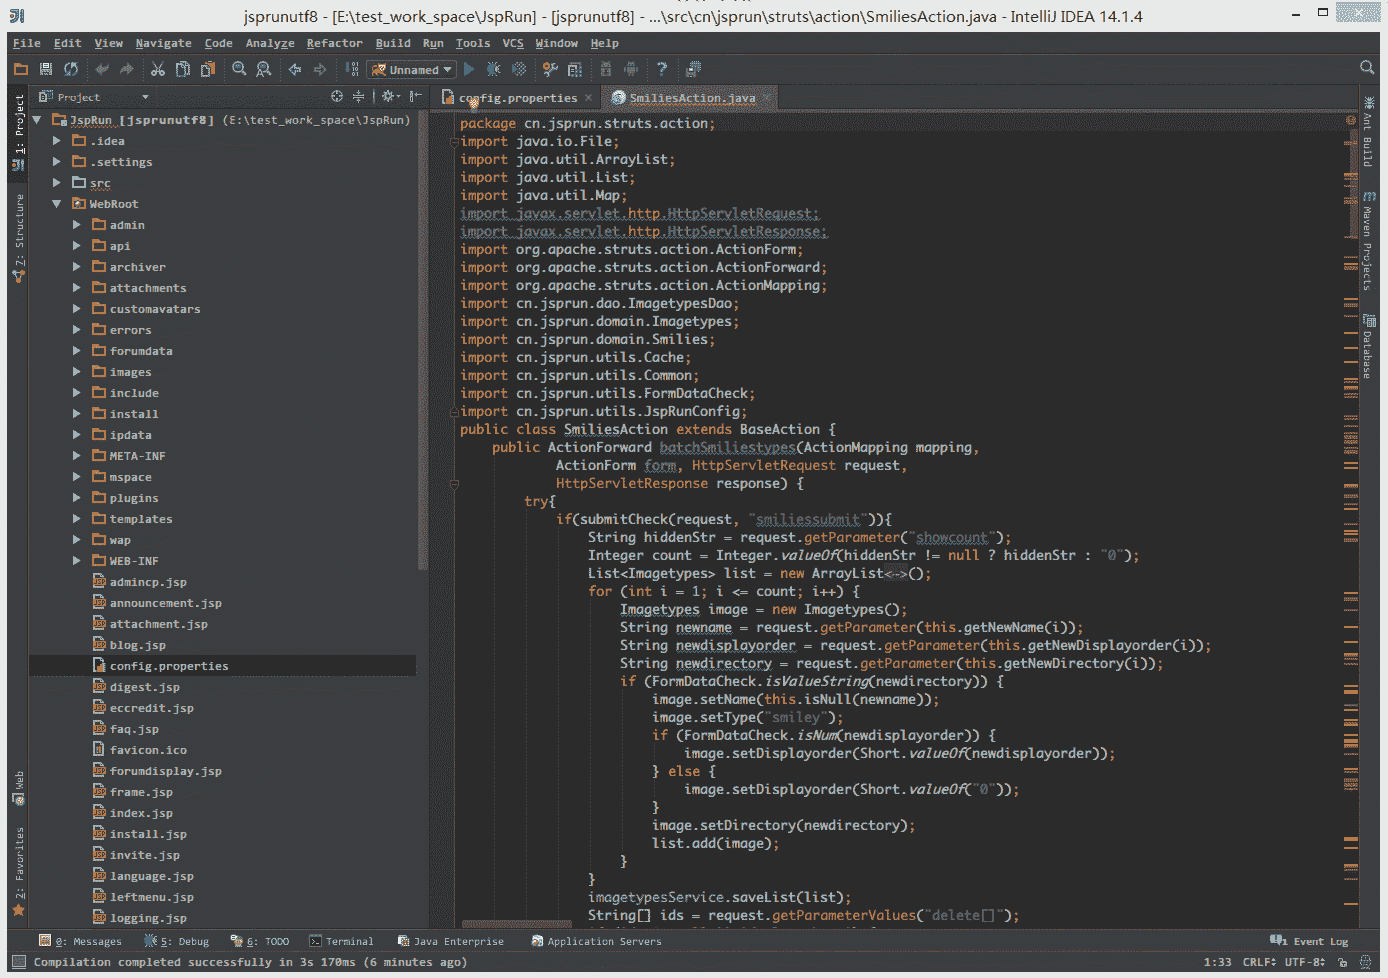 jsprunutf8 - [E:\test_work_space\JspRun] - [jsprunutf8] - ...\src\cn\jsprun\struts\action\SmiliesAction.java - IntelliJ IDEA 14.1.4
File Edit View Navigate Code Analyze Refactor Build Run Tools VCS Window Help
Unnamed
Project
config.properties
SmiliesAction.java
1: Project
7: Structure
Web
2: Favorites
JspRun [jsprunutf8] (E:\test_work_space\JspRun)
.idea
.settings
src
WebRoot
admin
api
archiver
attachments
customavatars
errors
forumdata
images
include
install
ipdata
META-INF
mspace
plugins
templates
wap
WEB-INF
admincp.jsp
announcement.jsp
attachment.jsp
blog.jsp
config.properties
digest.jsp
eccredit.jsp
faq.jsp
favicon.ico
forumdisplay.jsp
frame.jsp
index.jsp
install.jsp
invite.jsp
language.jsp
leftmenu.jsp
logging.jsp
package cn.jsprun.struts.action;
import java.io.File;
import java.util.ArrayList;
import java.util.List;
import java.util.Map;
import javax.servlet.http.HttpServletRequest;
import javax.servlet.http.HttpServletResponse;
import org.apache.struts.action.ActionForm;
import org.apache.struts.action.ActionForward;
import org.apache.struts.action.ActionMapping;
import cn.jsprun.dao.ImagetypesDao;
import cn.jsprun.domain.Imagetypes;
import cn.jsprun.domain.Smilies;
import cn.jsprun.utils.Cache;
import cn.jsprun.utils.Common;
import cn.jsprun.utils.FormDataCheck;
import cn.jsprun.utils.JspRunConfig;
public class SmiliesAction extends BaseAction {
public ActionForward batchSmiliestypes(ActionMapping mapping,
ActionForm form, HttpServletRequest request,
HttpServletResponse response) {
try{
if(submitCheck(request, "smiliessubmit")){
String hiddenStr = request.getParameter("showcount");
Integer count = Integer.valueOf(hiddenStr != null ? hiddenStr : "0");
List<Imagetypes> list = new ArrayList<~>();
for (int i = 1; i <= count; i++) {
Imagetypes image = new Imagetypes();
String newname = request.getParameter(this.getNewName(i));
String newdisplayorder = request.getParameter(this.getNewDisplayorder(i));
String newdirectory = request.getParameter(this.getNewDirectory(i));
if (FormDataCheck.isValueString(newdirectory)) {
image.setName(this.isNull(newname));
image.setType("smiley");
if (FormDataCheck.isNum(newdisplayorder)) {
image.setDisplayorder(Short.valueOf(newdisplayorder));
} else {
image.setDisplayorder(Short.valueOf("0"));
}
image.setDirectory(newdirectory);
list.add(image);
}
}
imagetypesService.saveList(list);
String[] ids = request.getParameterValues("delete[]");
Ant Build
Maven Projects
Database
0: Messages
5: Debug
6: TODO
Terminal
Java Enterprise
Application Servers
1 Event Log
Compilation completed successfully in 3s 170ms (6 minutes ago)
1:33 CRLF UTF-8